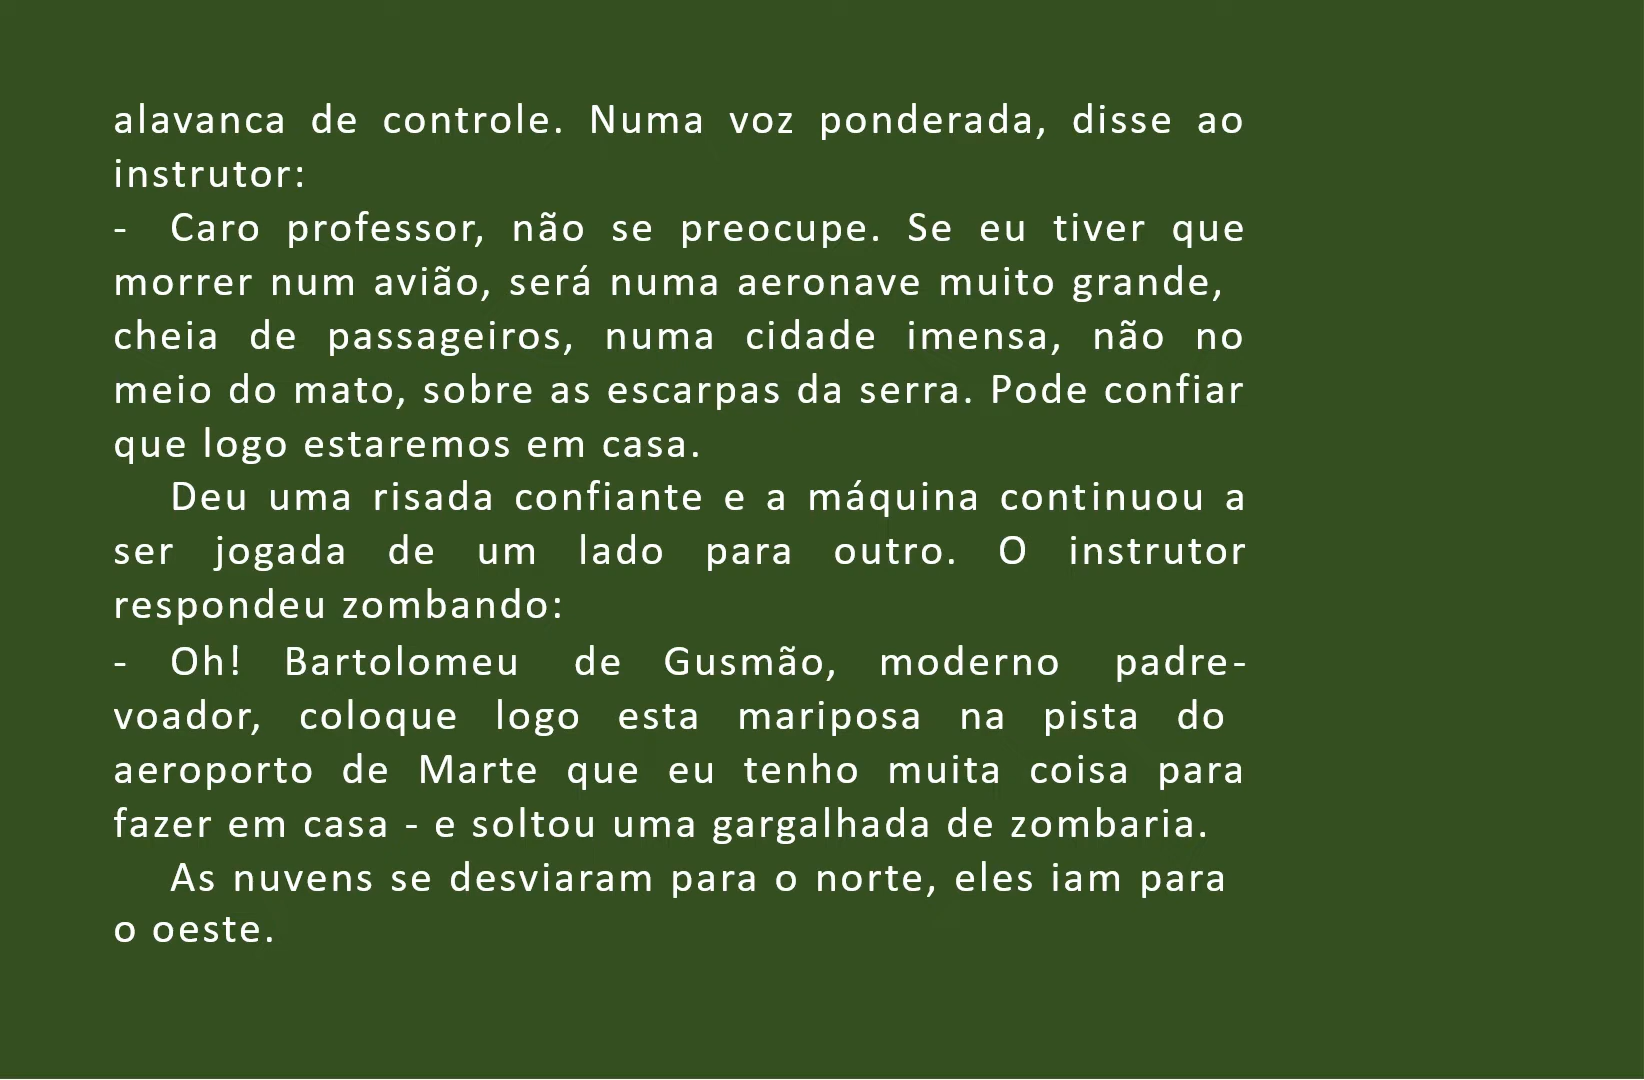 alavanca de controle. Numa voz ponderada, disse ao
instrutor:
- Caro professor, não se preocupe. Se eu tiver que
morrer num avião, será numa aeronave muito grande,
cheia de passageiros, numa cidade imensa, não no
meio do mato, sobre as escarpas da serra. Pode confiar
que logo estaremos em casa.
Deu uma risada confiante e a máquina continuou a
ser jogada de um lado para outro. O instrutor
respondeu zombando:
- Oh! Bartolomeu de Gusmão, moderno padre-
voador, coloque logo esta mariposa na pista do
aeroporto de Marte que eu tenho muita coisa para
fazer em casa - e soltou uma gargalhada de zombaria.
As nuvens se desviaram para o norte, eles iam para
o oeste.